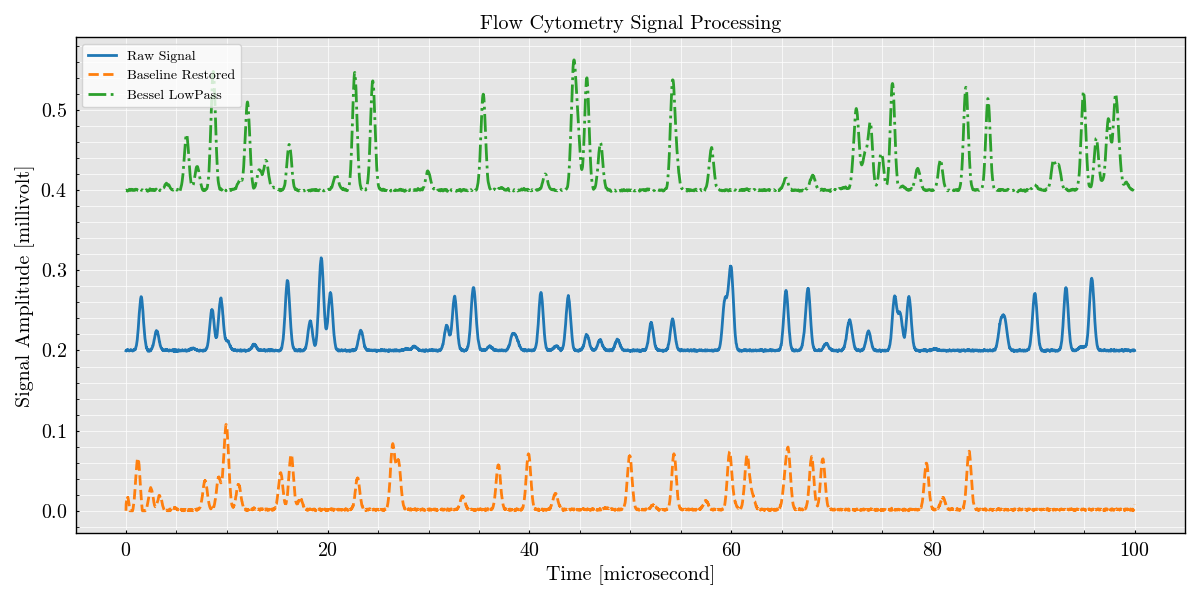 Flow Cytometry Signal Processing
Raw Signal
Baseline Restored
Bessel LowPass
Signal Amplitude [millivolt]
0.5
0.4
0.3
0.2
0.1
0.0
0 20 40 60 80 100
Time [microsecond]